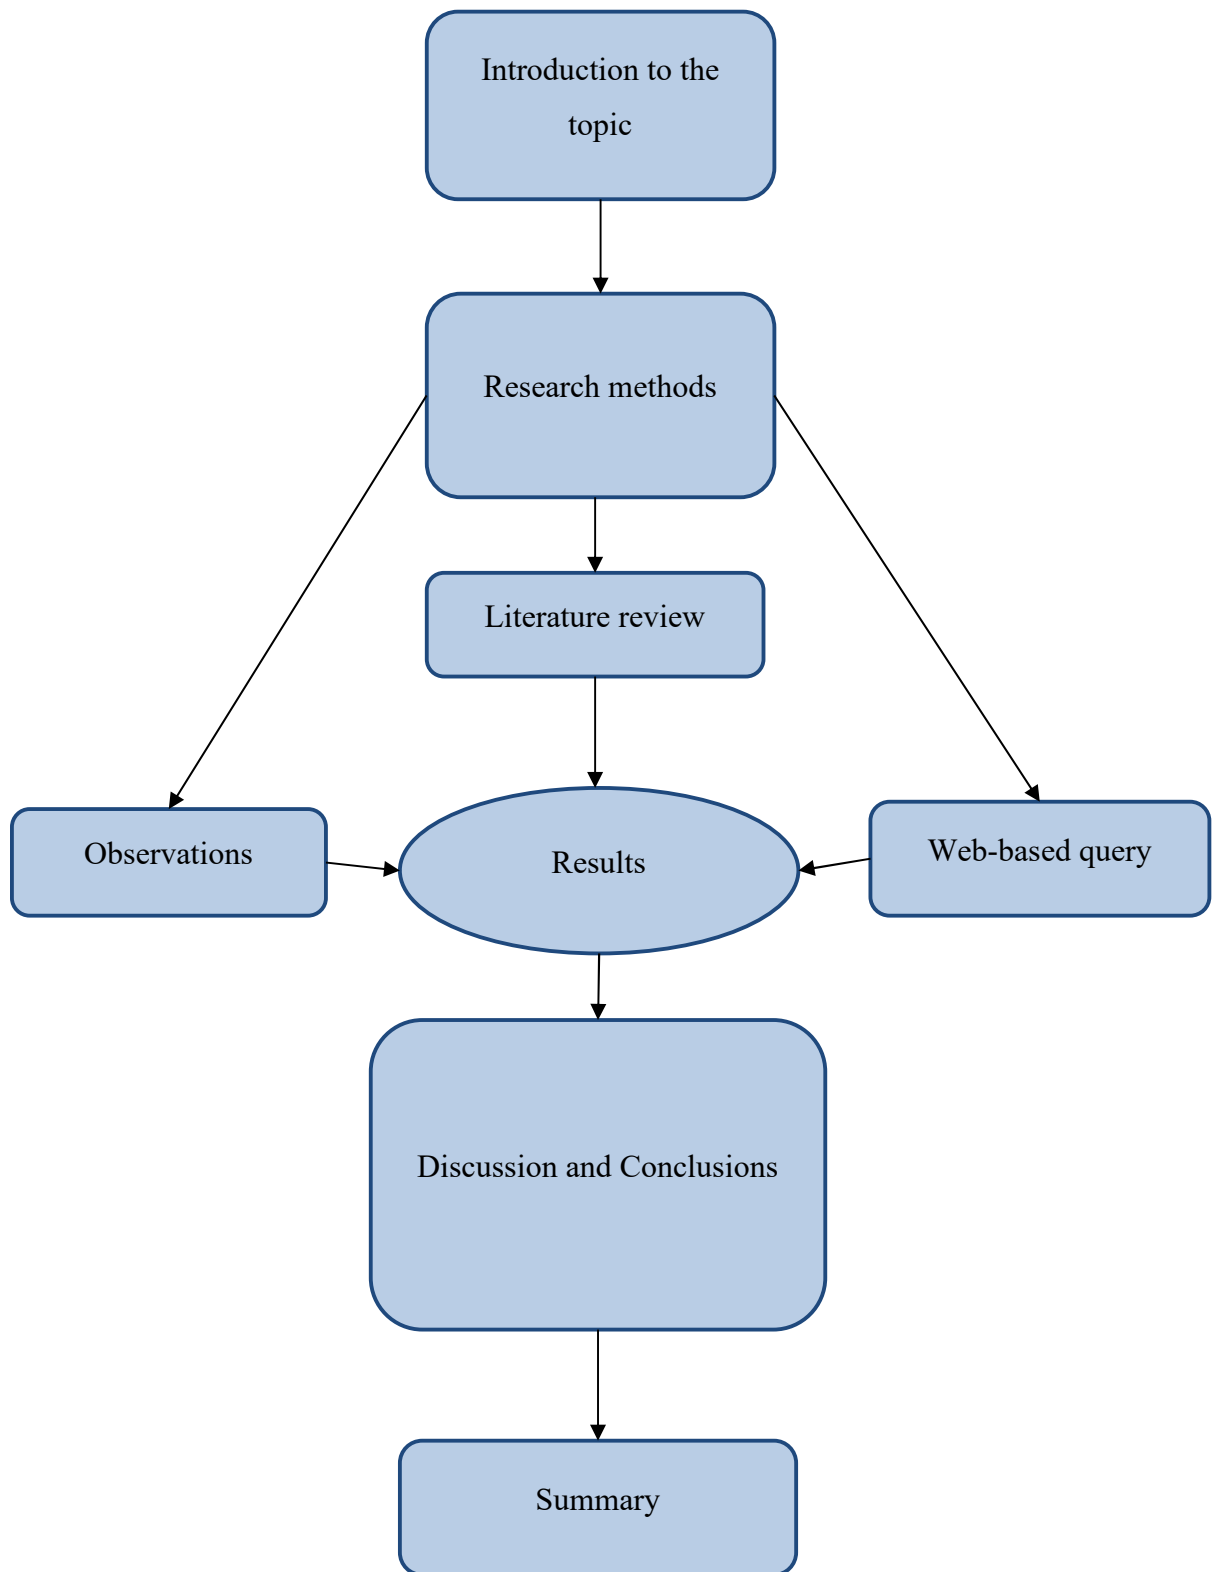 Introduction to the
topic
Research methods
Literature review
Observations
Results
Web-based query
Discussion and Conclusions
Summary